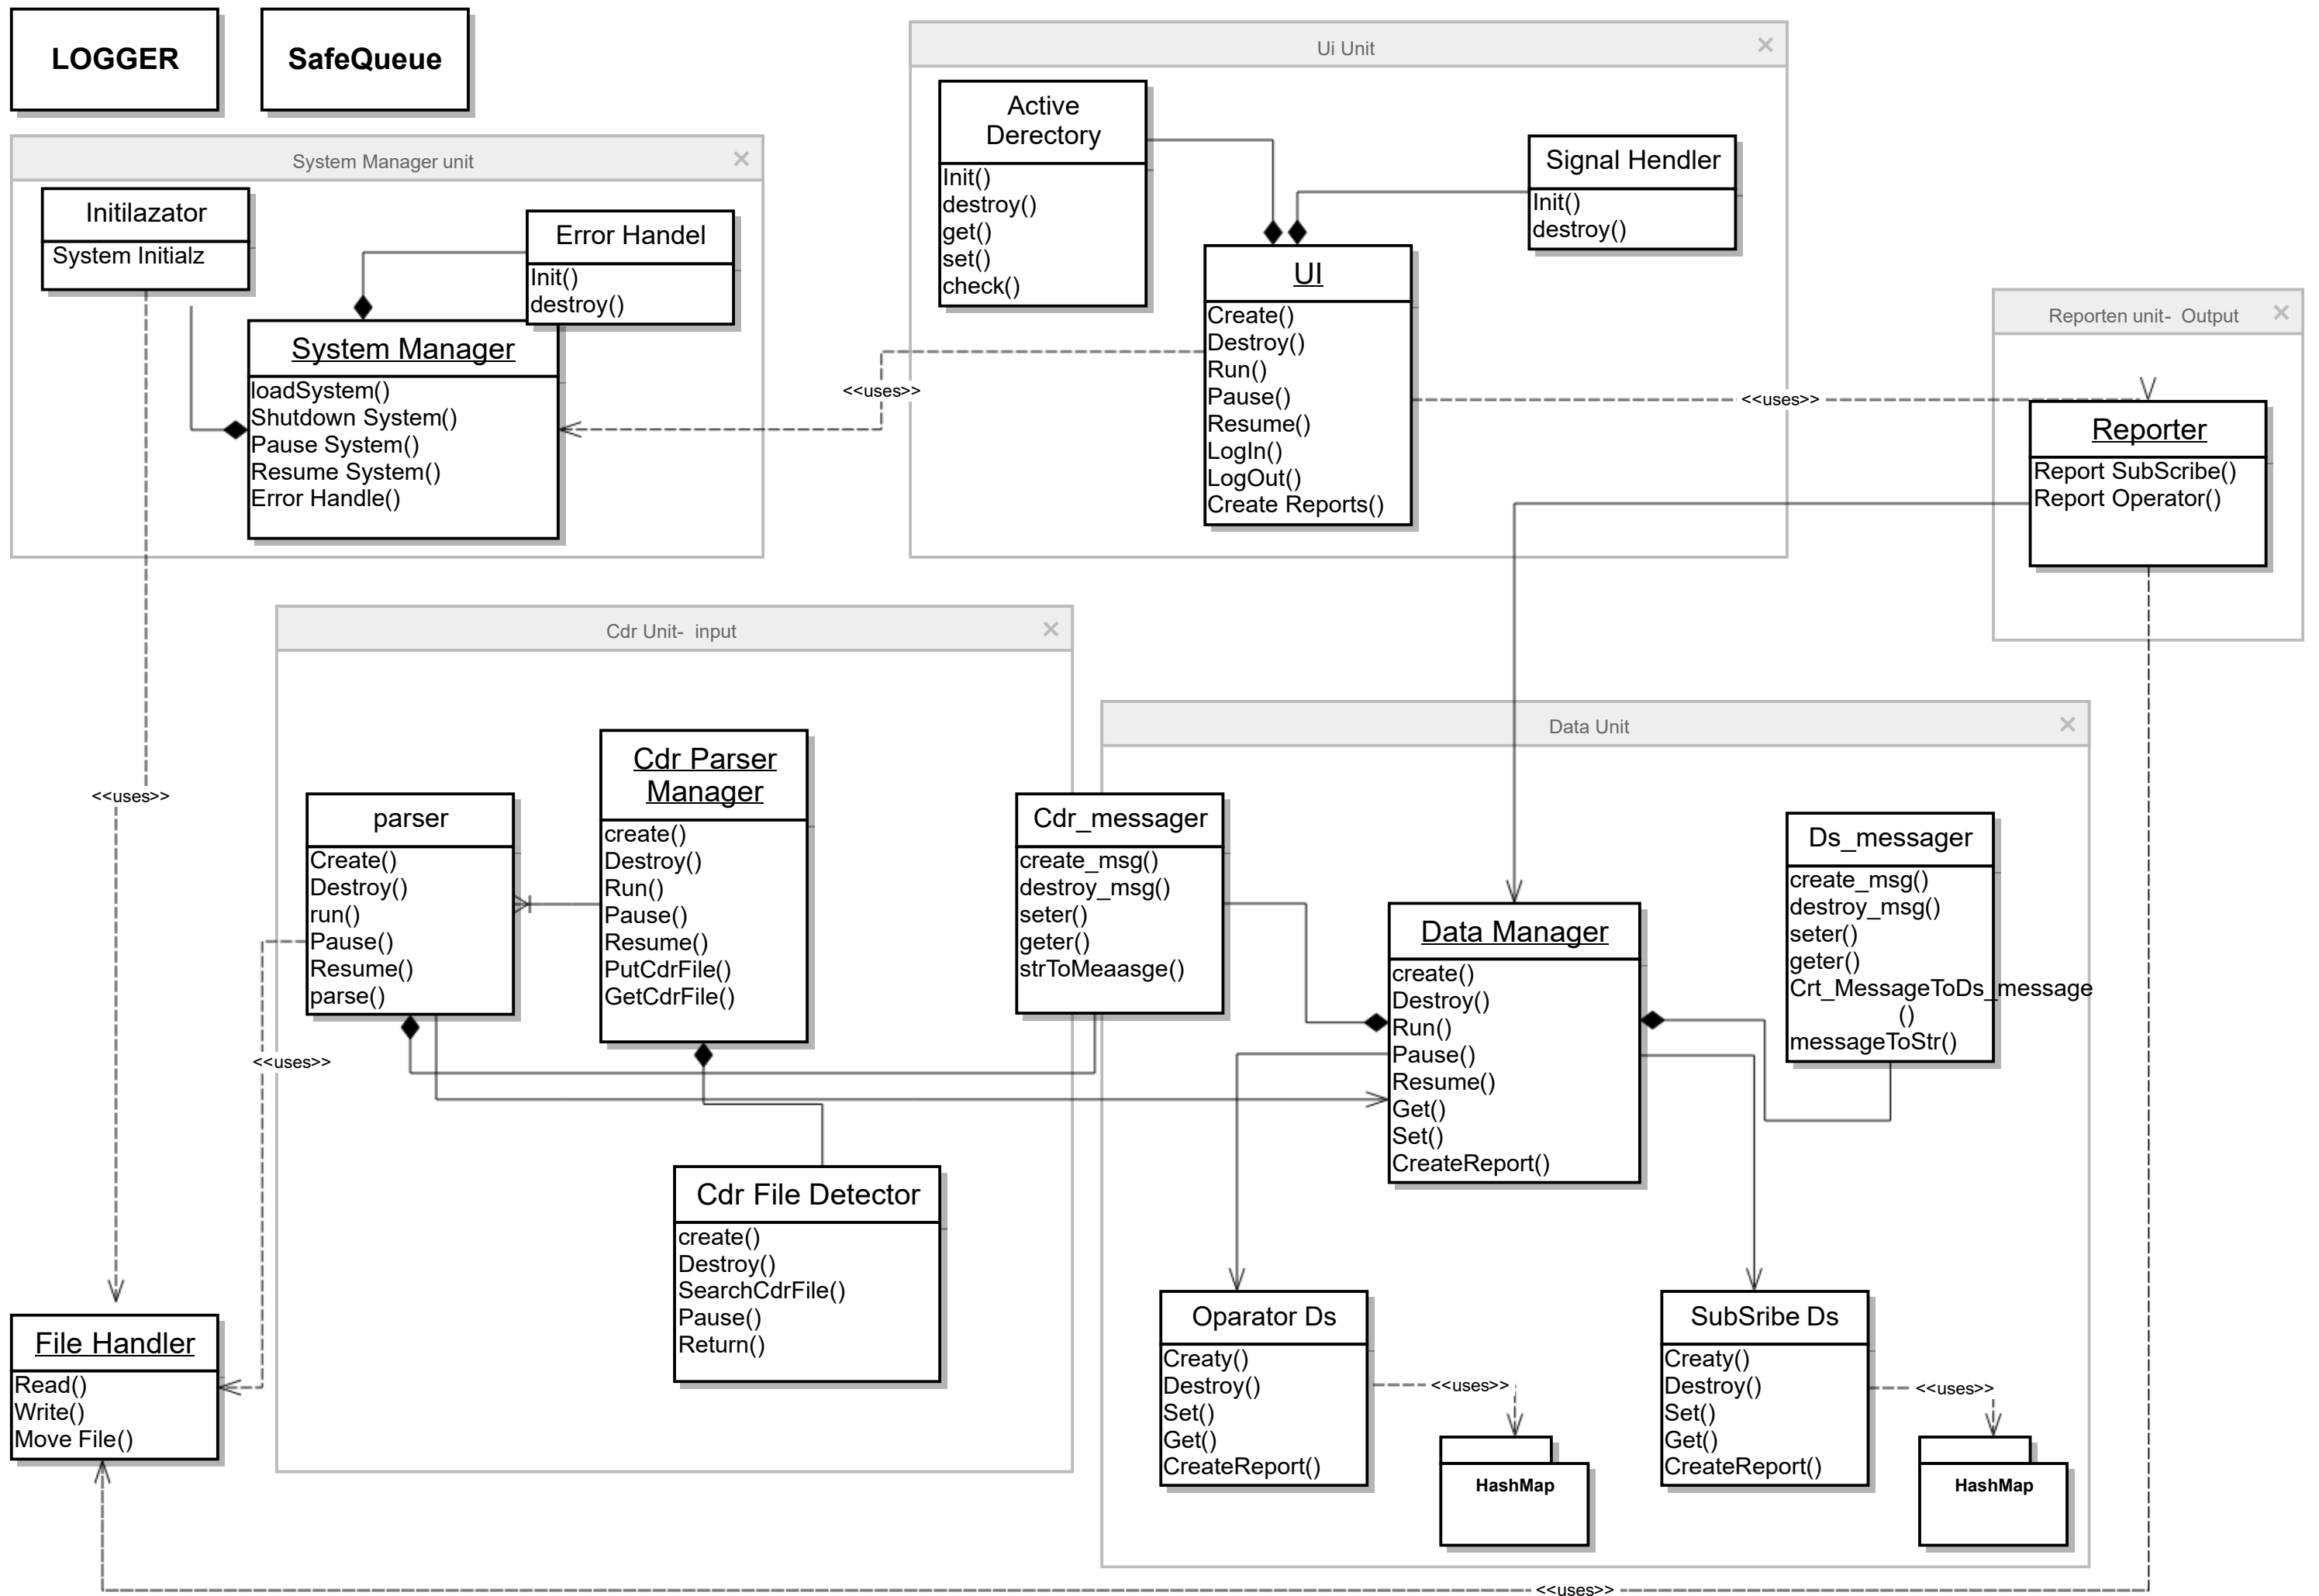 LOGGER
SafeQueue
System Manager unit
Initilazator
System Initialz
Error Handel
Init()
destroy()
System Manager
loadSystem()
Shutdown System()
Pause System()
Resume System()
Error Handle()
Ui Unit
Active
Derectory
Init()
destroy()
get()
set()
check()
Signal Hendler
Init()
destroy()
UI
Create()
Destroy()
Run()
Pause()
Resume()
LogIn()
LogOut()
Create Reports()
<<uses>>
<<uses>>
Reporten unit- Output
Reporter
Report SubScribe()
Report Operator()
Cdr Unit- input
parser
Create()
Destroy()
run()
Pause()
Resume()
parse()
Cdr Parser
Manager
create()
Destroy()
Run()
Pause()
Resume()
PutCdrFile()
GetCdrFile()
<<uses>>
<<uses>>
Cdr File Detector
create()
Destroy()
SearchCdrFile()
Pause()
Return()
File Handler
Read()
Write()
Move File()
Data Unit
Cdr_messager
create_msg()
destroy_msg()
seter()
geter()
strToMeaasge()
Data Manager
create()
Destroy()
Run()
Pause()
Resume()
Get()
Set()
CreateReport()
Ds_messager
create_msg()
destroy_msg()
seter()
geter()
Crt_MessageToDs_message
()
messageToStr()
Oparator Ds
Creaty()
Destroy()
Set()
Get()
CreateReport()
<<uses>>
HashMap
SubSribe Ds
Creaty()
Destroy()
Set()
Get()
CreateReport()
<<uses>>
HashMap
<<uses>>